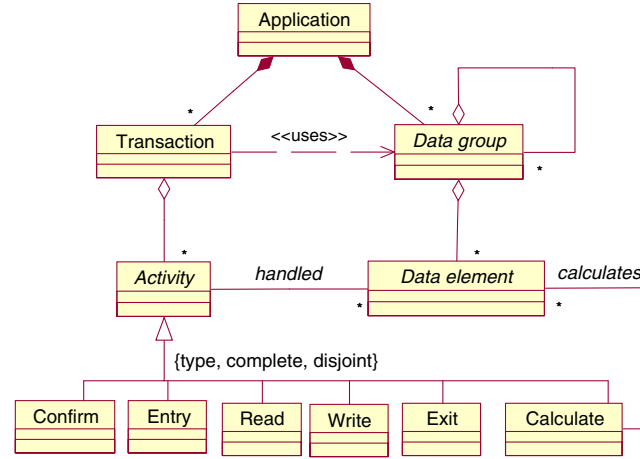 Application
* *
Transaction <<uses>> Data group
*
* *
Activity handled Data element calculates
* *
{type, complete, disjoint}
Confirm Entry Read Write Exit Calculate